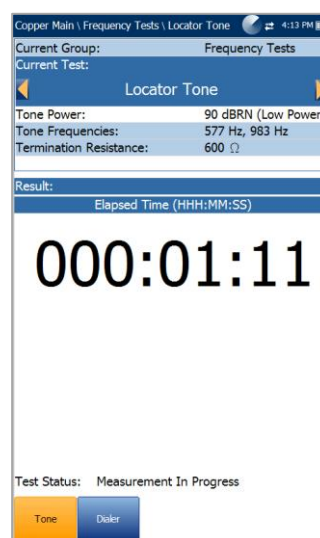 Copper Main \ Frequency Tests \ Locator Tone 4:13 PM
Current Group: Frequency Tests
Current Test:
Locator Tone
Tone Power: 90 dBRN (Low Power
Tone Frequencies: 577 Hz, 983 Hz
Termination Resistance: 600 Ω
Result:
Elapsed Time (HHH:MM:SS)
000:01:11
Test Status: Measurement In Progress
Tone Dialer